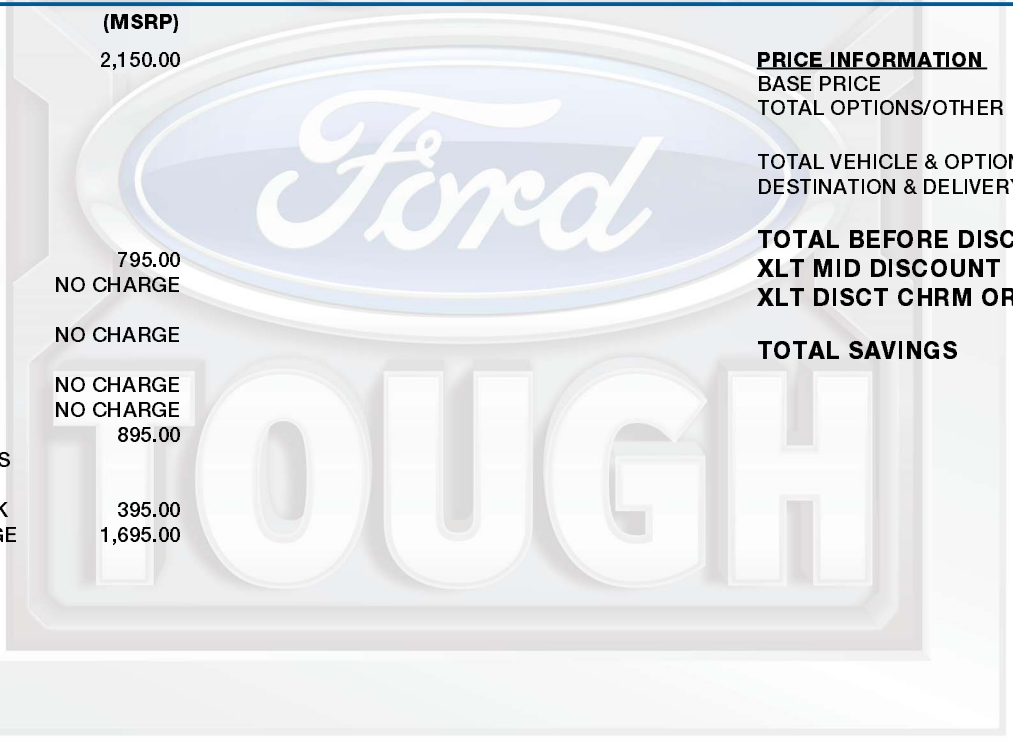 (MSRP)
2,150.00
795.00
NO CHARGE
NO CHARGE
NO CHARGE
NO CHARGE
895.00
S
K 395.00
GE 1,695.00
PRICE INFORMATION
BASE PRICE
TOTAL OPTIONS/OTHER
TOTAL VEHICLE & OPTION
DESTINATION & DELIVERY
TOTAL BEFORE DISC
XLT MID DISCOUNT
XLT DISCT CHRM OR
TOTAL SAVINGS
Ford
TOUGH